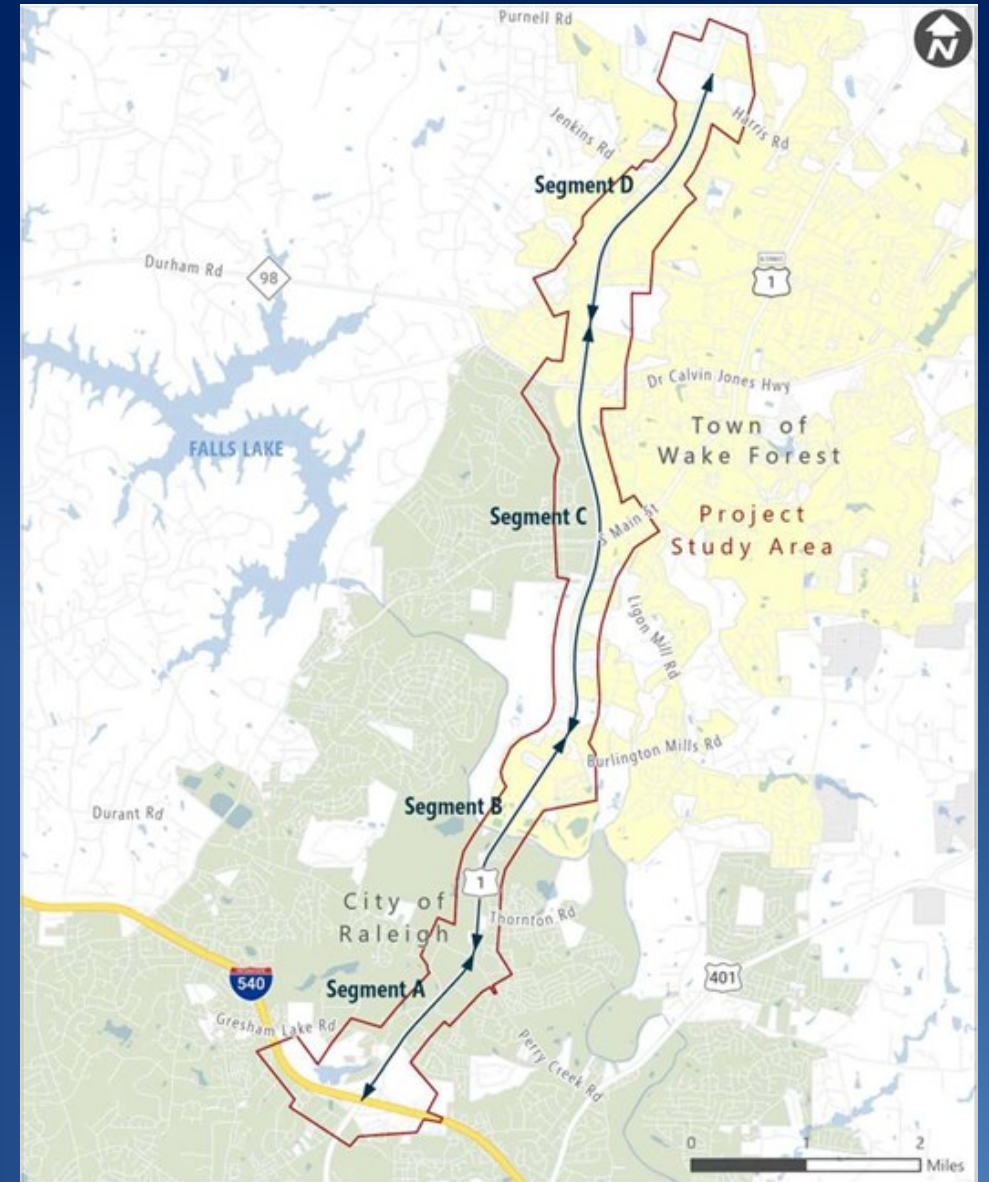 Purnell Rd
N
Jenkins Rd
Harris Rd
Segment D
Durham Rd
98
1
Dr Calvin Jones Hwy
Town of
Wake Forest
FALLS LAKE
Segment C
S Main St
Project
Study Area
Ligon Mill Rd
Burlington Mills Rd
Segment B
Durant Rd
1
City of
Raleigh
Thornton Rd
401
540
Segment A
Gresham Lake Rd
Perry Creek Rd
0 1 2
Miles